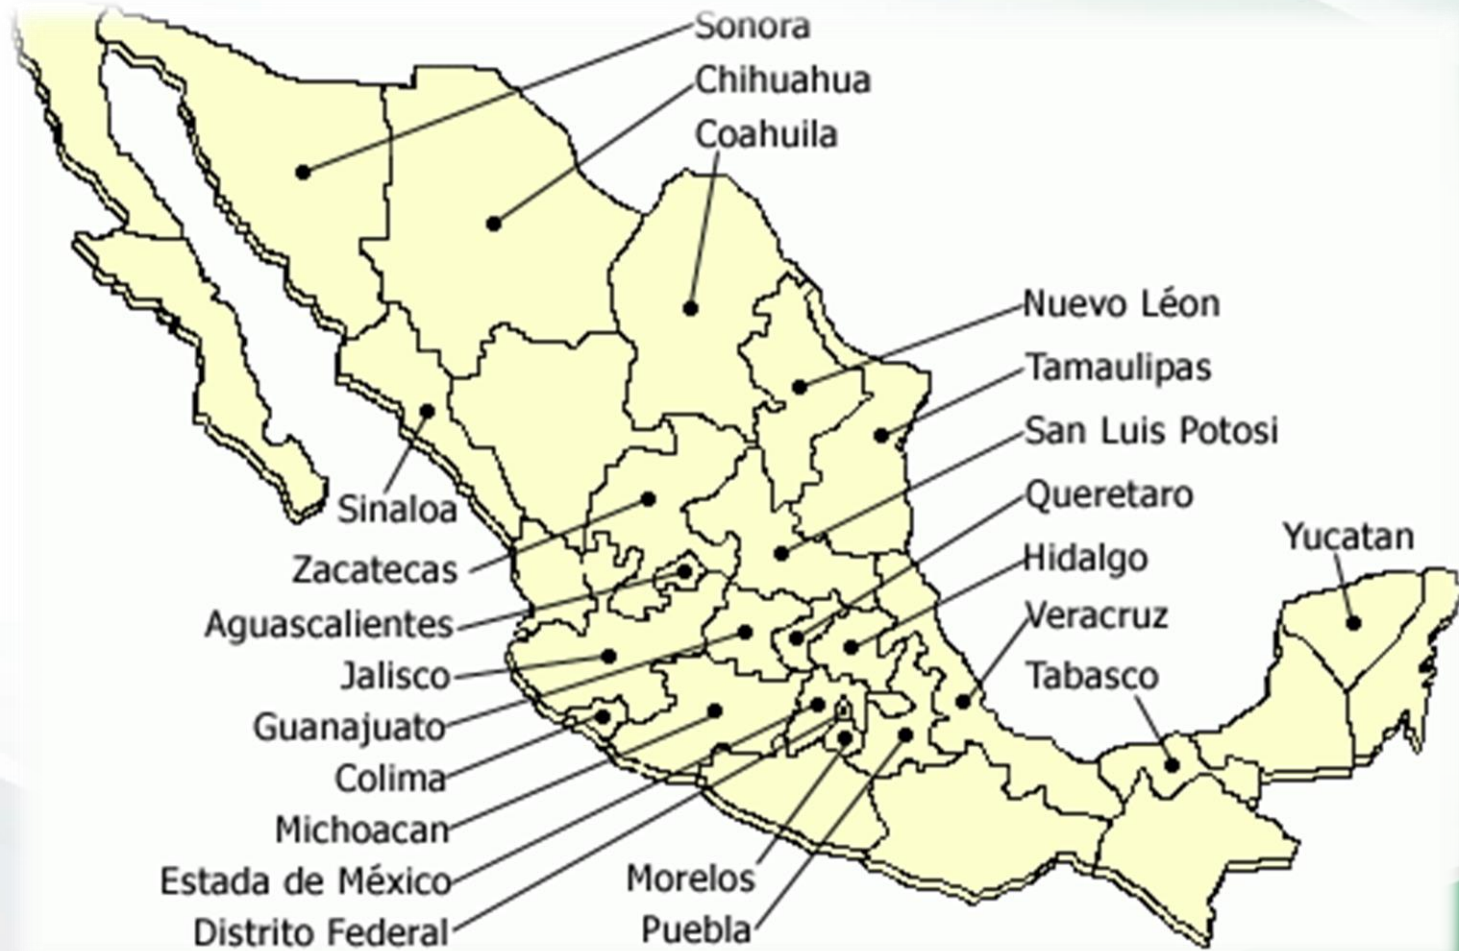 Sonora
Chihuahua
Coahuila
Nuevo Léon
Tamaulipas
San Luis Potosi
Queretaro
Hidalgo
Veracruz
Tabasco
Yucatan
Sinaloa
Zacatecas
Aguascalientes
Jalisco
Guanajuato
Colima
Michoacan
Estada de México
Distrito Federal
Morelos
Puebla